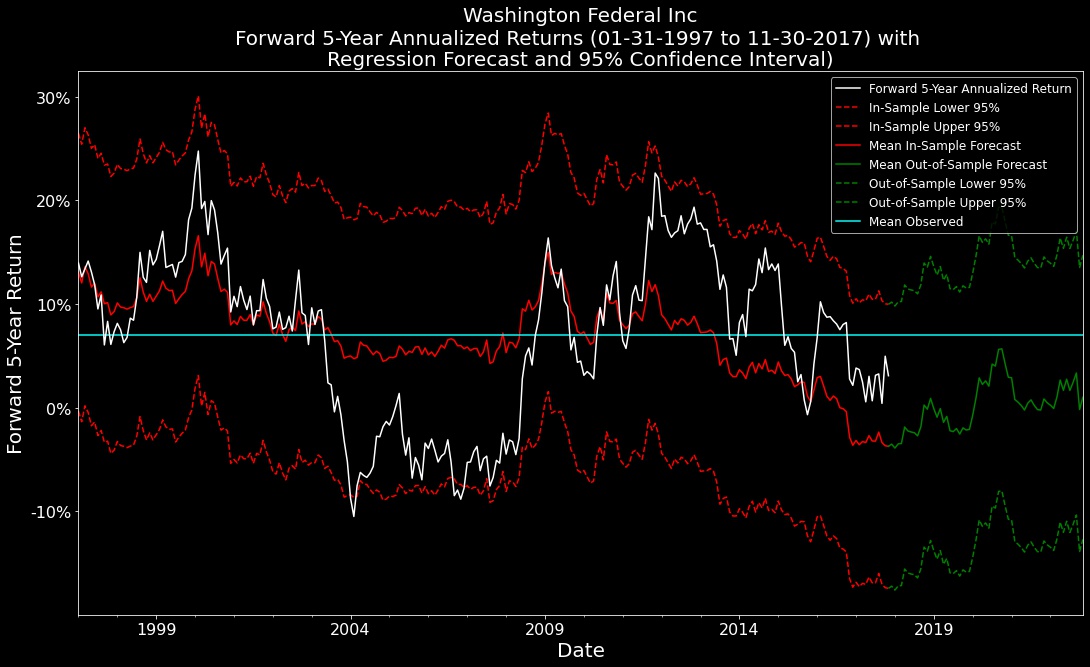 Washington Federal Inc
Forward 5-Year Annualized Returns (01-31-1997 to 11-30-2017) with
Regression Forecast and 95% Confidence Interval)
Forward 5-Year Annualized Return
In-Sample Lower 95%
In-Sample Upper 95%
Mean In-Sample Forecast
Mean Out-of-Sample Forecast
Out-of-Sample Lower 95%
Out-of-Sample Upper 95%
Mean Observed
Forward 5-Year Return
30%
20%
10%
0%
-10%
1999
2004
2009
2014
2019
Date